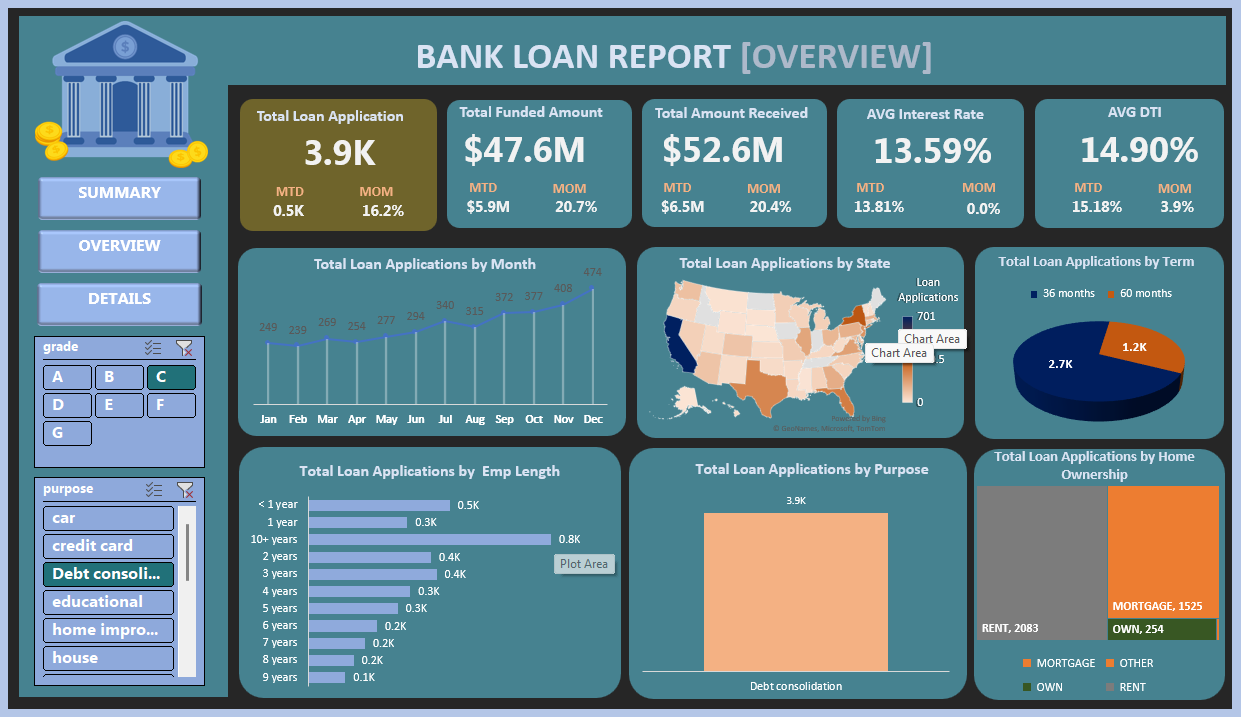 BANK LOAN REPORT [OVERVIEW]
SUMMARY
OVERVIEW
DETAILS
grade
A B C
D E F
G
purpose
car
credit card
Debt consoli...
educational
home impro...
house
Total Loan Application
3.9K
MTD MOM
0.5K 16.2%
Total Funded Amount
$47.6M
MTD MOM
$5.9M 20.7%
Total Amount Received
$52.6M
MTD MOM
$6.5M 20.4%
AVG Interest Rate
13.59%
MTD MOM
13.81% 0.0%
AVG DTI
14.90%
MTD MOM
15.18% 3.9%
Total Loan Applications by Month
249 239 269 254 277 294 340 315 372 377 408 474
Jan Feb Mar Apr May Jun Jul Aug Sep Oct Nov Dec
Total Loan Applications by State
Loan
Applications
701
Chart Area
Chart Area
.5
0
Powered by Bing
© GeoNames, Microsoft, TomTom
Total Loan Applications by Term
36 months 60 months
1.2K
2.7K
Total Loan Applications by Emp Length
< 1 year 0.5K
1 year 0.3K
10+ years 0.8K
2 years 0.4K
3 years 0.4K
4 years 0.3K
5 years 0.3K
6 years 0.2K
7 years 0.2K
8 years 0.2K
9 years 0.1K
Plot Area
Total Loan Applications by Purpose
3.9K
Debt consolidation
Total Loan Applications by Home
Ownership
MORTGAGE, 1525
RENT, 2083
OWN, 254
MORTGAGE OTHER
OWN RENT